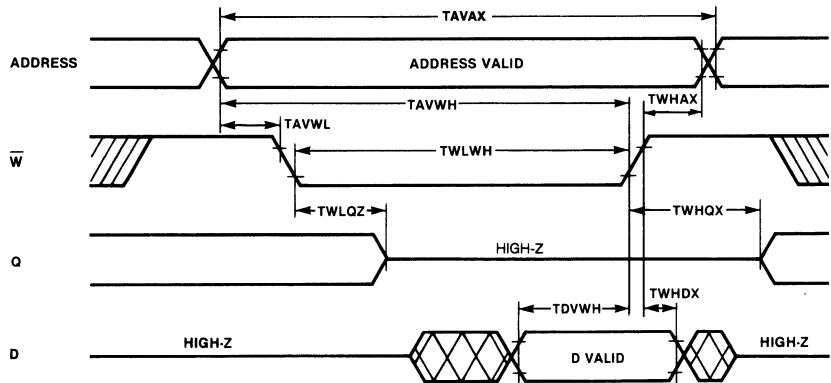 TAVAX
ADDRESS
ADDRESS VALID
TAVWH
TWHAX
TAVWL
W
TWLWH
TWLQZ
TWHQX
Q
HIGH-Z
TDVWH
TWHDX
D
HIGH-Z
D VALID
HIGH-Z